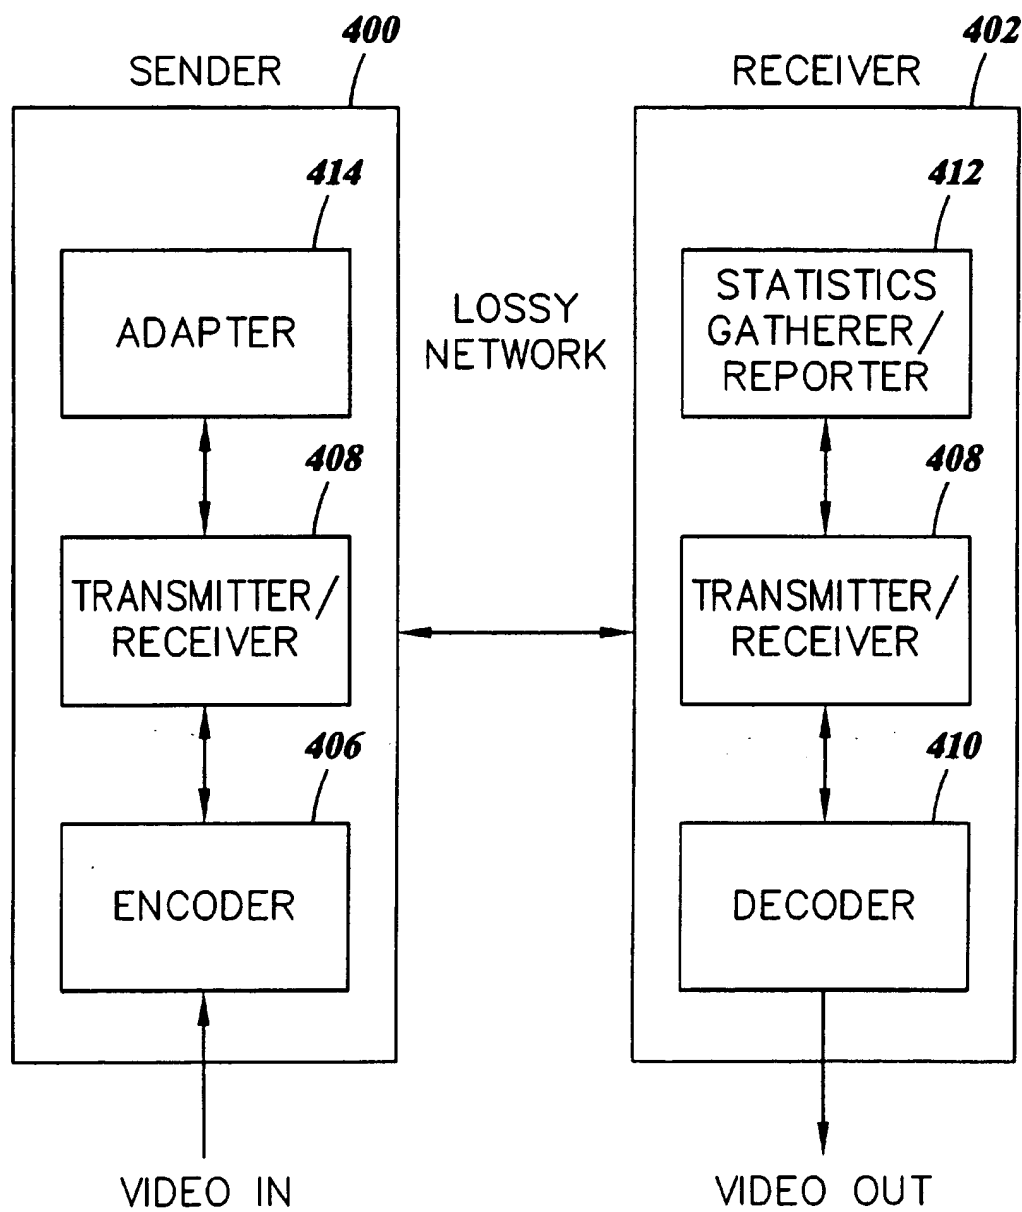 400
SENDER
402
RECEIVER
414
ADAPTER
412
STATISTICS
GATHERER/
REPORTER
LOSSY
NETWORK
408
TRANSMITTER/
RECEIVER
408
TRANSMITTER/
RECEIVER
406
ENCODER
410
DECODER
VIDEO IN
VIDEO OUT